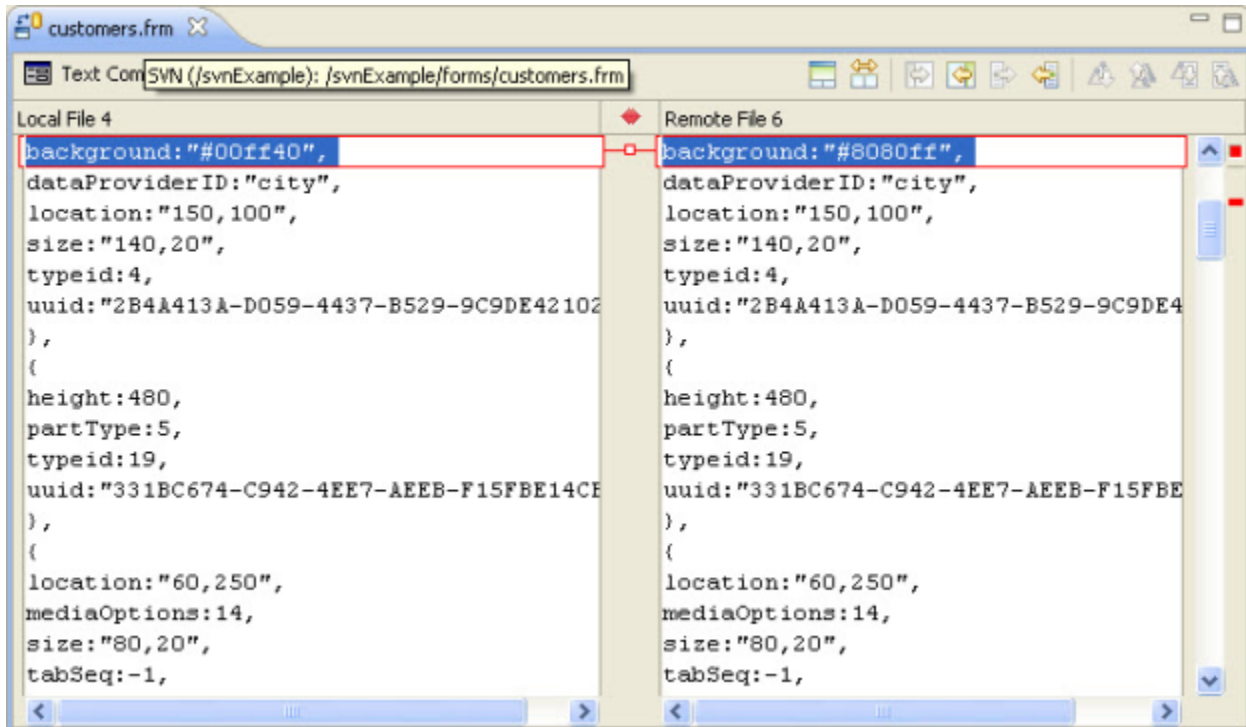 customers.frm
Text Com
SVN (/svnExample): /svnExample/forms/customers.frm
Local File 4
Remote File 6
background:"#00ff40",
dataProviderID:"city",
location:"150,100",
size:"140,20",
typeid:4,
uuid:"2B4A413A-D059-4437-B529-9C9DE42102
},
{
height:480,
partType:5,
typeid:19,
uuid:"331BC674-C942-4EE7-AEEB-F15FBE14CE
},
{
location:"60,250",
mediaOptions:14,
size:"80,20",
tabSeq:-1,
background:"#8080ff",
dataProviderID:"city",
location:"150,100",
size:"140,20",
typeid:4,
uuid:"2B4A413A-D059-4437-B529-9C9DE4
},
{
height:480,
partType:5,
typeid:19,
uuid:"331BC674-C942-4EE7-AEEB-F15FBE
},
{
location:"60,250",
mediaOptions:14,
size:"80,20",
tabSeq:-1,